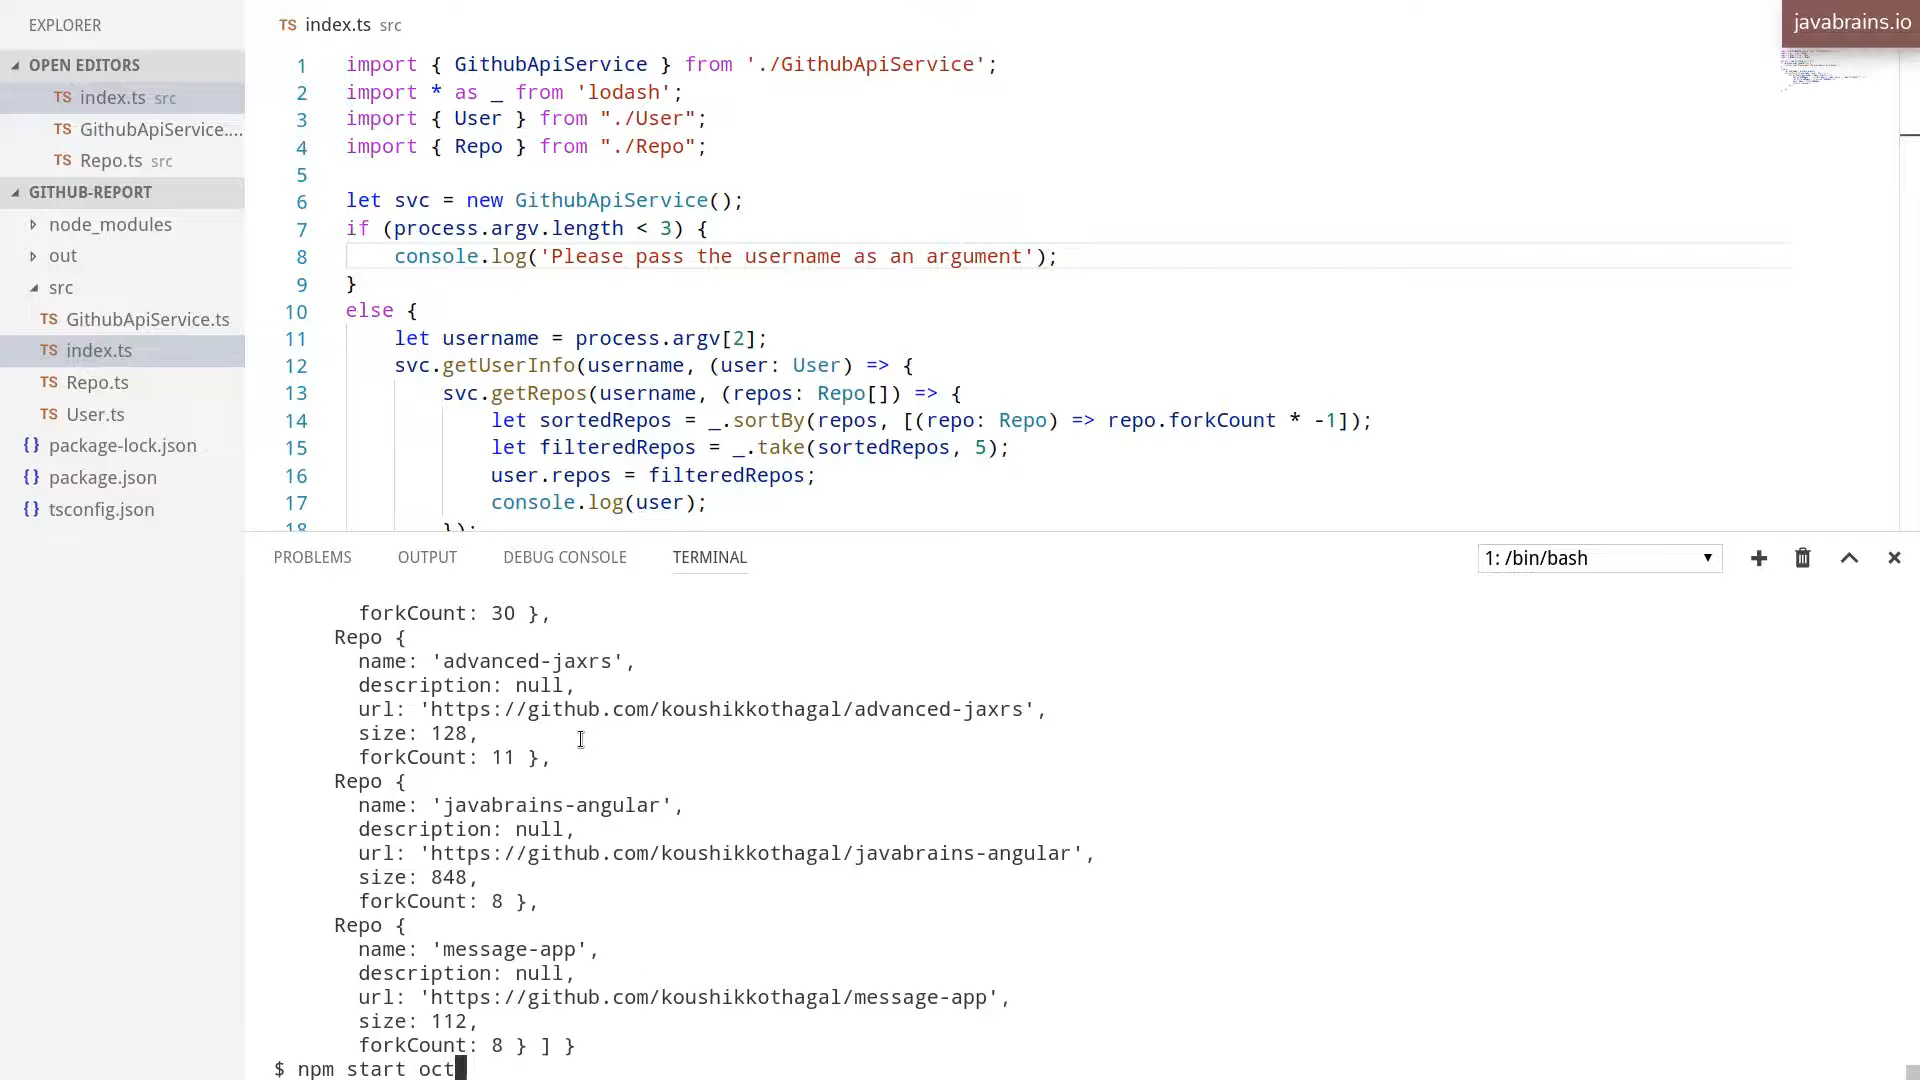 EXPLORER
OPEN EDITORS
TS index.ts src
TS GithubApiService....
TS Repo.ts src
GITHUB-REPORT
node_modules
out
src
TS GithubApiService.ts
TS index.ts
TS Repo.ts
TS User.ts
{} package-lock.json
{} package.json
{} tsconfig.json
TS index.ts src
javabrains.io
1 import { GithubApiService } from './GithubApiService';
2 import * as _ from 'lodash';
3 import { User } from "./User";
4 import { Repo } from "./Repo";
5
6 let svc = new GithubApiService();
7 if (process.argv.length < 3) {
8     console.log('Please pass the username as an argument');
9 }
10 else {
11     let username = process.argv[2];
12     svc.getUserInfo(username, (user: User) => {
13         svc.getRepos(username, (repos: Repo[]) => {
14             let sortedRepos = _.sortBy(repos, [(repo: Repo) => repo.forkCount * -1]);
15             let filteredRepos = _.take(sortedRepos, 5);
16             user.repos = filteredRepos;
17             console.log(user);
18         });
PROBLEMS OUTPUT DEBUG CONSOLE TERMINAL 1: /bin/bash
forkCount: 30 },
Repo {
name: 'advanced-jaxrs',
description: null,
url: 'https://github.com/koushikkothagal/advanced-jaxrs',
size: 128,
forkCount: 11 },
Repo {
name: 'javabrains-angular',
description: null,
url: 'https://github.com/koushikkothagal/javabrains-angular',
size: 848,
forkCount: 8 },
Repo {
name: 'message-app',
description: null,
url: 'https://github.com/koushikkothagal/message-app',
size: 112,
forkCount: 8 } ] }
$ npm start oct